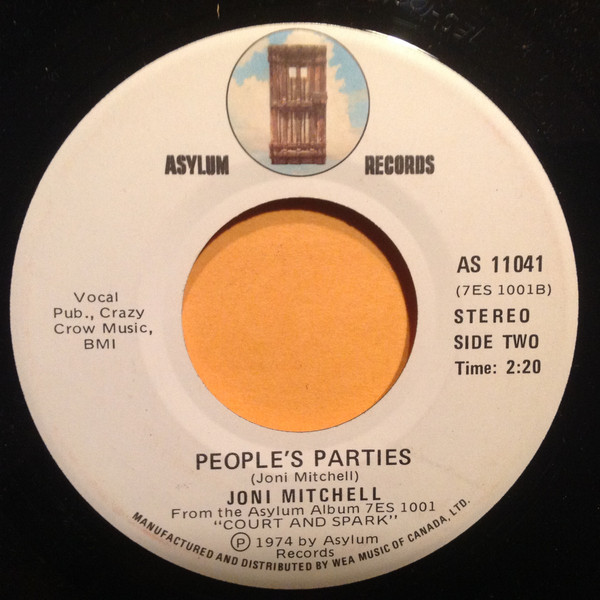 ASYLUM RECORDS
Vocal
Pub., Crazy
Crow Music,
BMI
AS 11041
(7ES 1001B)
STEREO
SIDE TWO
Time: 2:20
PEOPLE'S PARTIES
(Joni Mitchell)
JONI MITCHELL
From the Asylum Album 7ES 1001
"COURT AND SPARK"
Ⓟ 1974 by Asylum
Records
MANUFACTURED AND DISTRIBUTED BY WEA MUSIC OF CANADA, LTD.